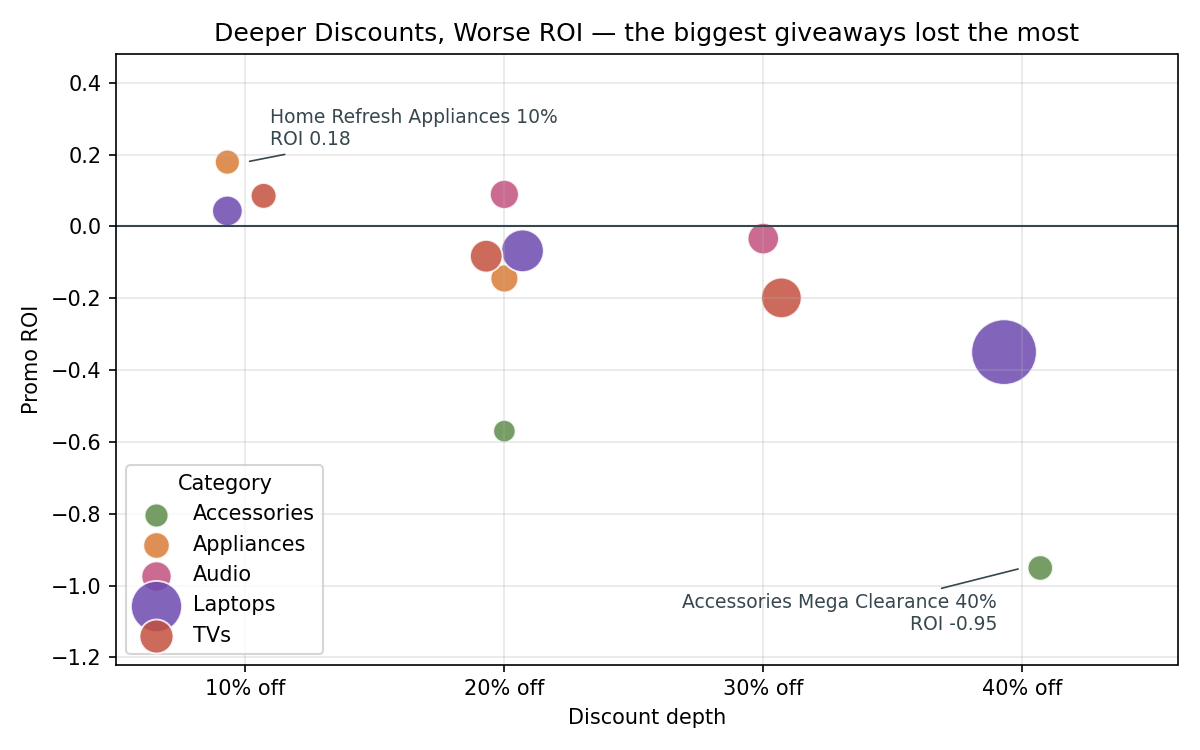 Deeper Discounts, Worse ROI — the biggest giveaways lost the most
0.4
0.2
0.0
−0.2
−0.4
−0.6
−0.8
−1.0
−1.2
Promo ROI
Home Refresh Appliances 10%
ROI 0.18
Accessories Mega Clearance 40%
ROI -0.95
Category
Accessories
Appliances
Audio
Laptops
TVs
10% off
20% off
30% off
40% off
Discount depth